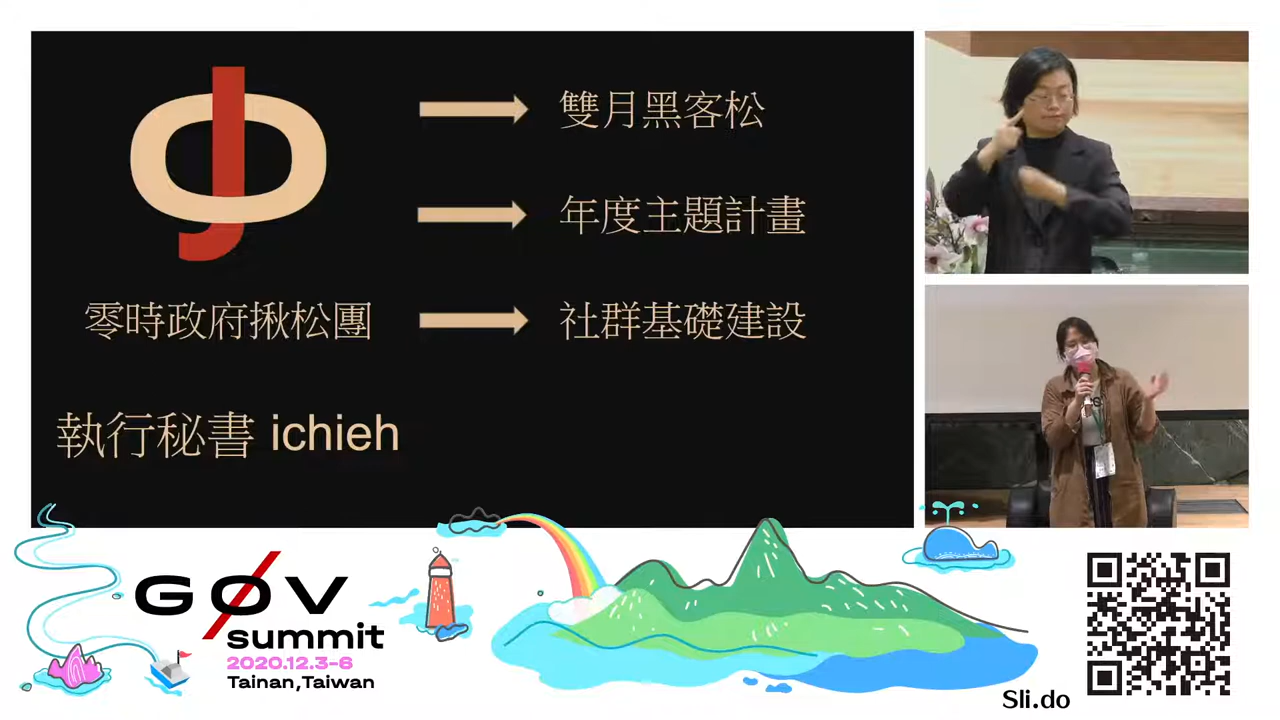 雙月黑客松
年度主題計畫
零時政府揪松團
社群基礎建設
執行秘書 ichieh
GØV
summit
2020.12.3-6
Tainan,Taiwan
Sli.do